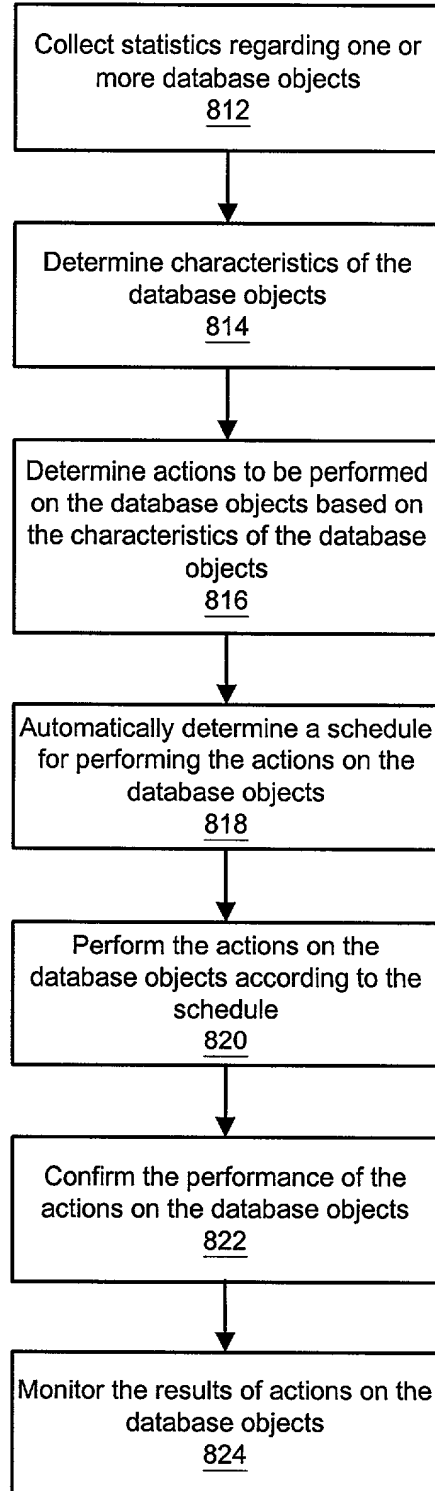 Collect statistics regarding one or
more database objects
812
Determine characteristics of the
database objects
814
Determine actions to be performed
on the database objects based on
the characteristics of the database
objects
816
Automatically determine a schedule
for performing the actions on the
database objects
818
Perform the actions on the
database objects according to the
schedule
820
Confirm the performance of the
actions on the database objects
822
Monitor the results of actions on the
database objects
824